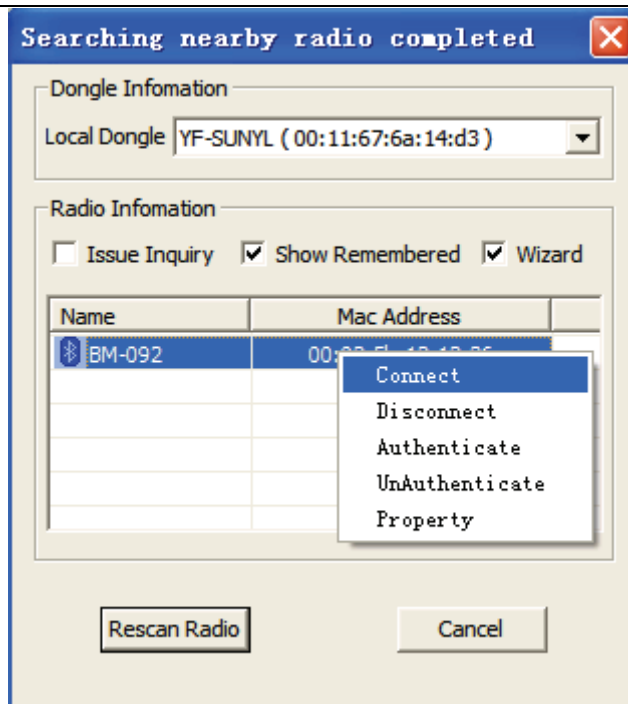 Searching nearby radio completed
Dongle Infomation
Local Dongle YF-SUNYL ( 00:11:67:6a:14:d3 )
Radio Infomation
Issue Inquiry Show Remembered Wizard
Name Mac Address
BM-092
Connect
Disconnect
Authenticate
UnAuthenticate
Property
Rescan Radio Cancel